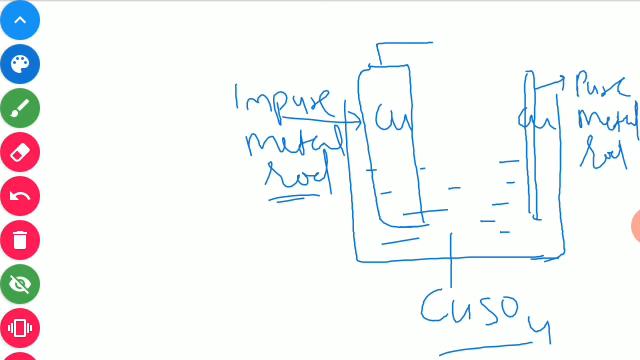 Impure
metal
rod
Cu
Cu
Pure
metal
rod
CuSO4